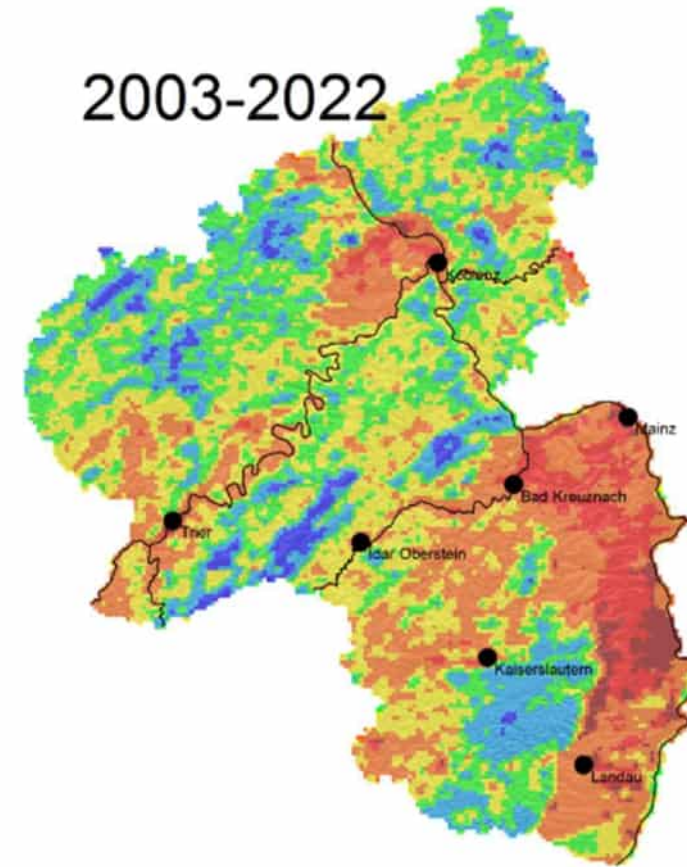 2003-2022
Koblenz
Mainz
Bad Kreuznach
Trier
Idar Oberstein
Kaiserslautern
Landau